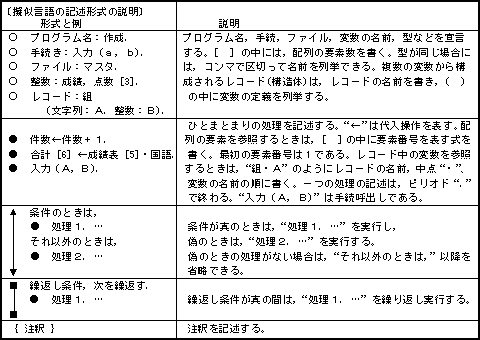 〔擬似言語の記述形式の説明〕
形式と例
説明
○ プログラム名：作成．
○ 手続き：入力（ａ，ｂ）．
○ ファイル：マスタ．
○ 整数：成績，点数［3］．
○ レコード：組
（文字列：Ａ．整数：Ｂ）．
プログラム名，手続，ファイル，変数の名前，型などを宣言
する．［ ］の中には，配列の要素数を書く．型が同じ場合に
は，コンマで区切って名前を列挙できる．複数の変数から構
成されるレコード(構造体)は，レコードの名前を書き，（ ）
の中に変数の定義を列挙する．
● 件数←件数＋１．
● 合計［6］←成績表［5］・国語．
● 入力（Ａ，Ｂ）．
ひとまとまりの処理を記述する．“←”は代入操作を表す．配
列の要素を参照するときは，［ ］の中に要素番号を表す式を
書く．最初の要素番号は１である．レコード中の変数を参照
するときは，“組・Ａ”のようにレコードの名前，中点“・”，
変数の名前の順に書く．一つの処理の記述は，ピリオド“．”
で終わる．“入力（Ａ，Ｂ）”は手続呼出しである．
条件のときは，
● 処理１．…
それ以外のときは，
● 処理２．…
条件が真のときは，“処理１．…”を実行し，
偽のときは，“処理２．…”を実行する．
偽のときの処理がない場合は，“それ以外のときは，”以降を
省略できる．
繰返し条件，次を繰返す．
● 処理１．…
繰返し条件が真の間は，“処理１．…”を繰り返し実行する．
｛ 注釈 ｝
注釈を記述する．